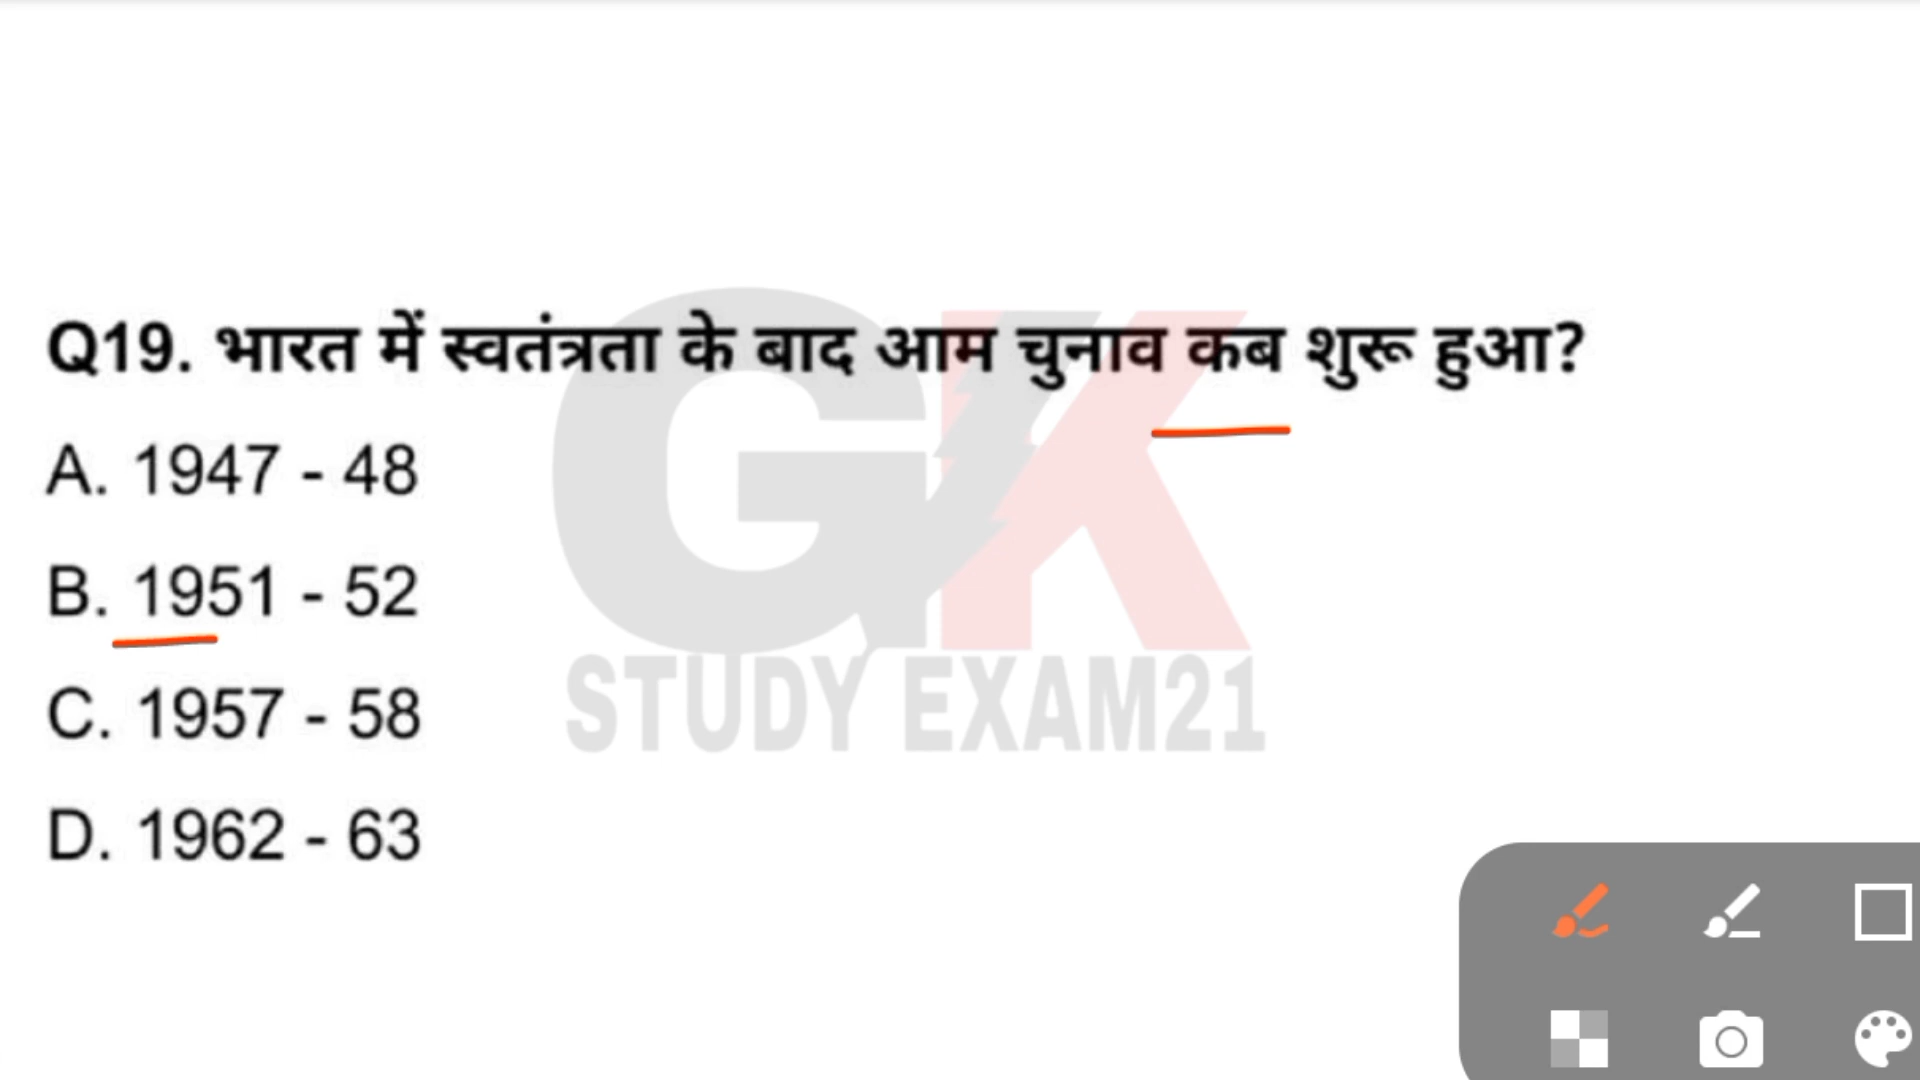 Q19. भारत में स्वतंत्रता के बाद आम चुनाव कब शुरू हुआ?
A. 1947 - 48
B. 1951 - 52
C. 1957 - 58
D. 1962 - 63
GK
STUDY EXAM21